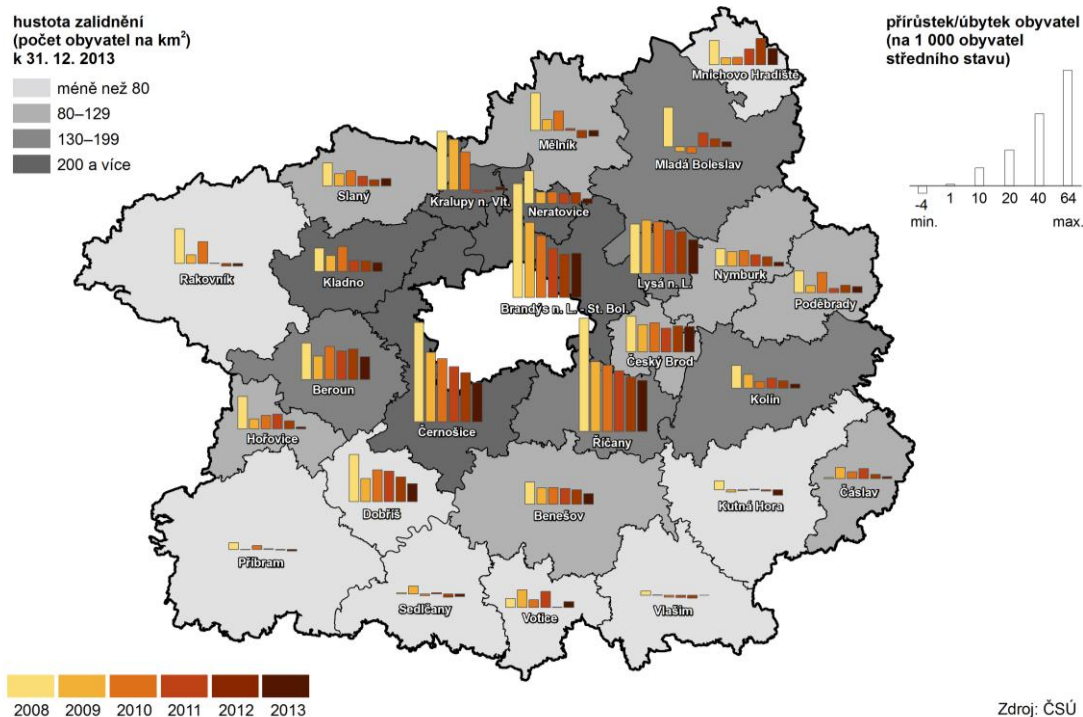 hustota zalidnění
(počet obyvatel na km²)
k 31. 12. 2013
méně než 80
80–129
130–199
200 a více
přírůstek/úbytek obyvatel
(na 1 000 obyvatel
středního stavu)
-4 1 10 20 40 64
min. max.
Mnichovo Hradiště
Mělník
Mladá Boleslav
Slaný
Kralupy n. Vlt.
Neratovice
Rakovník
Kladno
Lysá n. L.
Nymburk
Poděbrady
Brandýs n. L. - St. Bol.
Český Brod
Beroun
Kolín
Hořovice
Černošice
Říčany
Dobříš
Benešov
Kutná Hora
Čáslav
Příbram
Sedlčany
Votice
Vlašim
2008 2009 2010 2011 2012 2013
Zdroj: ČSÚ